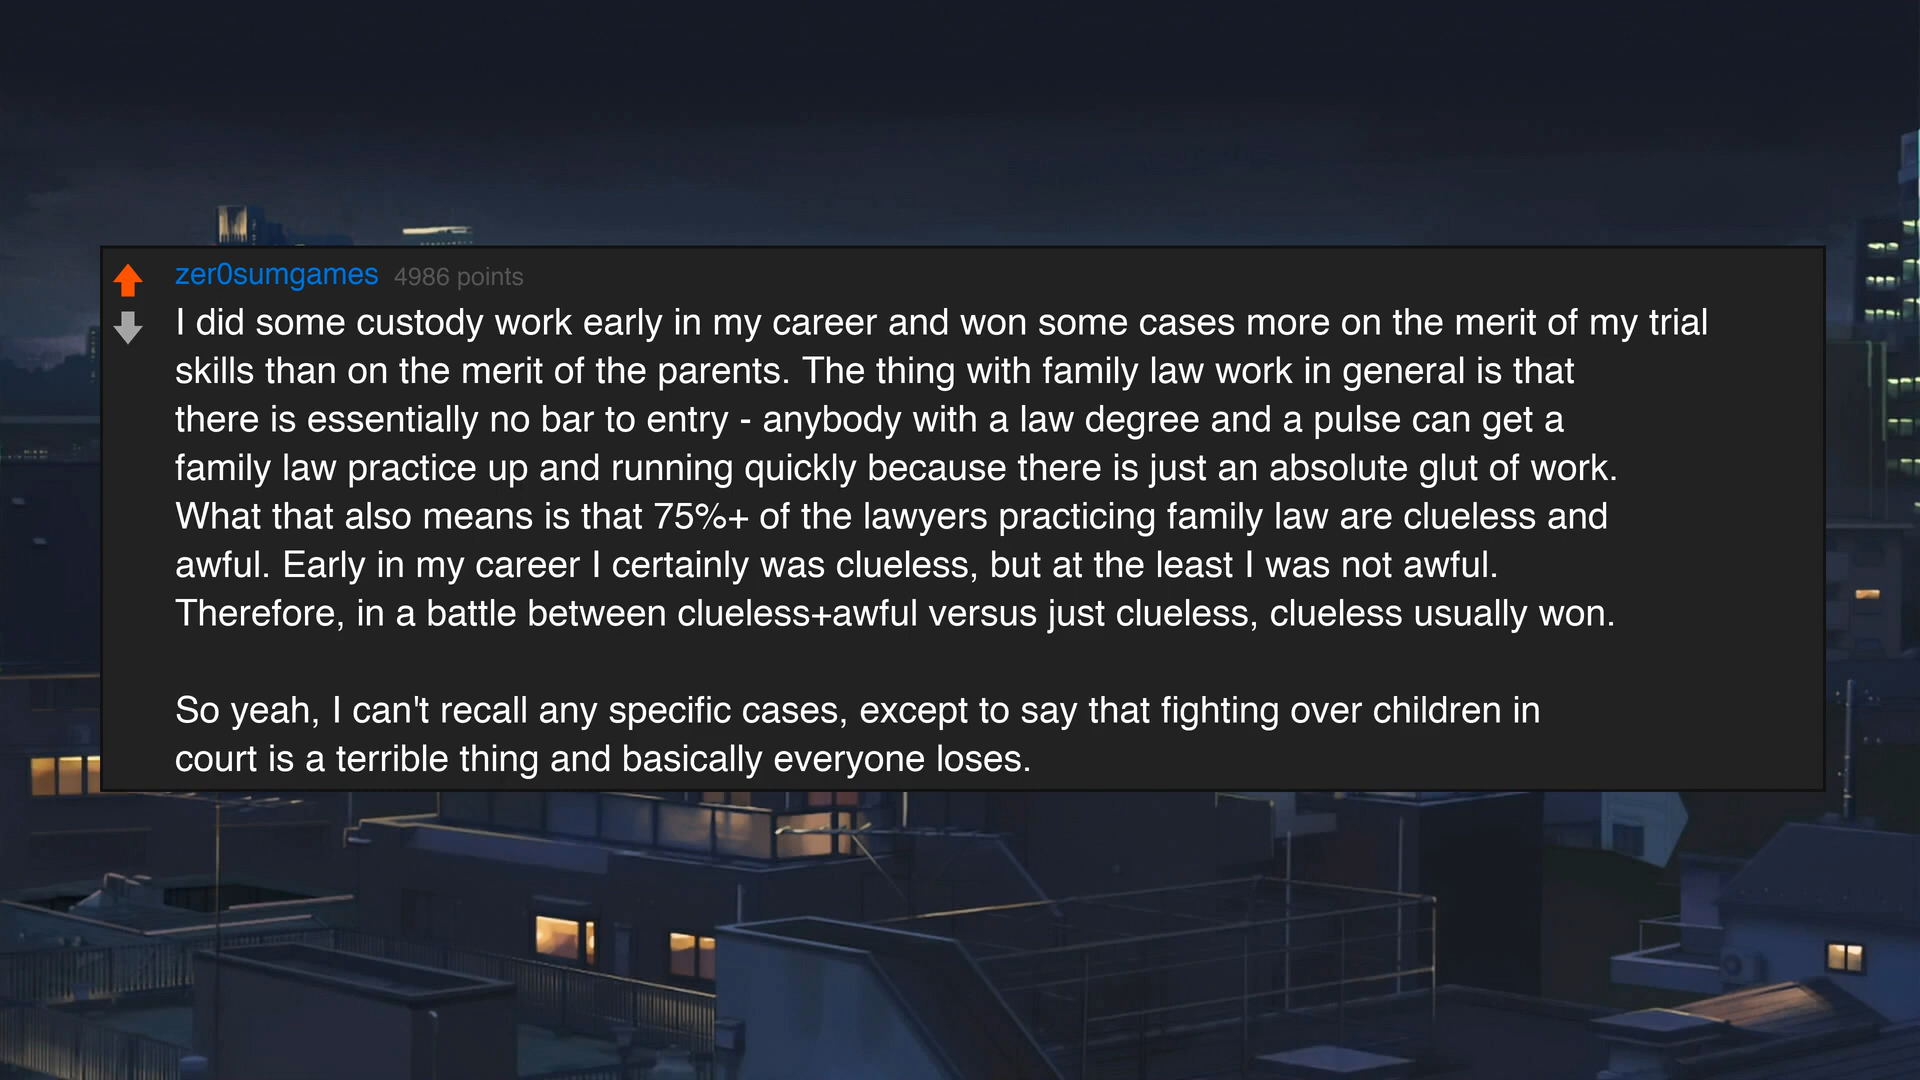 zer0sumgames 4986 points
I did some custody work early in my career and won some cases more on the merit of my trial
skills than on the merit of the parents. The thing with family law work in general is that
there is essentially no bar to entry - anybody with a law degree and a pulse can get a
family law practice up and running quickly because there is just an absolute glut of work.
What that also means is that 75%+ of the lawyers practicing family law are clueless and
awful. Early in my career I certainly was clueless, but at the least I was not awful.
Therefore, in a battle between clueless+awful versus just clueless, clueless usually won.
So yeah, I can't recall any specific cases, except to say that fighting over children in
court is a terrible thing and basically everyone loses.